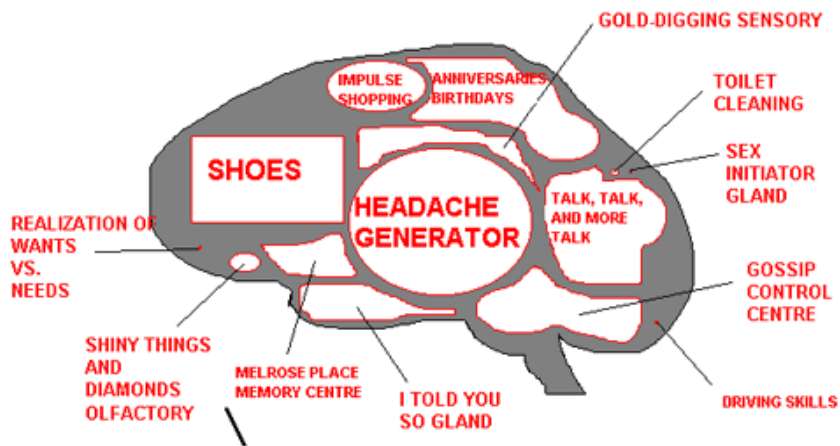 GOLD-DIGGING SENSORY
IMPULSE
SHOPPING
ANNIVERSARIES,
BIRTHDAYS
TOILET
CLEANING
SEX
INITIATOR
GLAND
SHOES
HEADACHE
GENERATOR
TALK, TALK,
AND MORE
TALK
REALIZATION OF
WANTS
VS.
NEEDS
GOSSIP
CONTROL
CENTRE
SHINY THINGS
AND
DIAMONDS
OLFACTORY
MELROSE PLACE
MEMORY CENTRE
I TOLD YOU
SO GLAND
DRIVING SKILLS